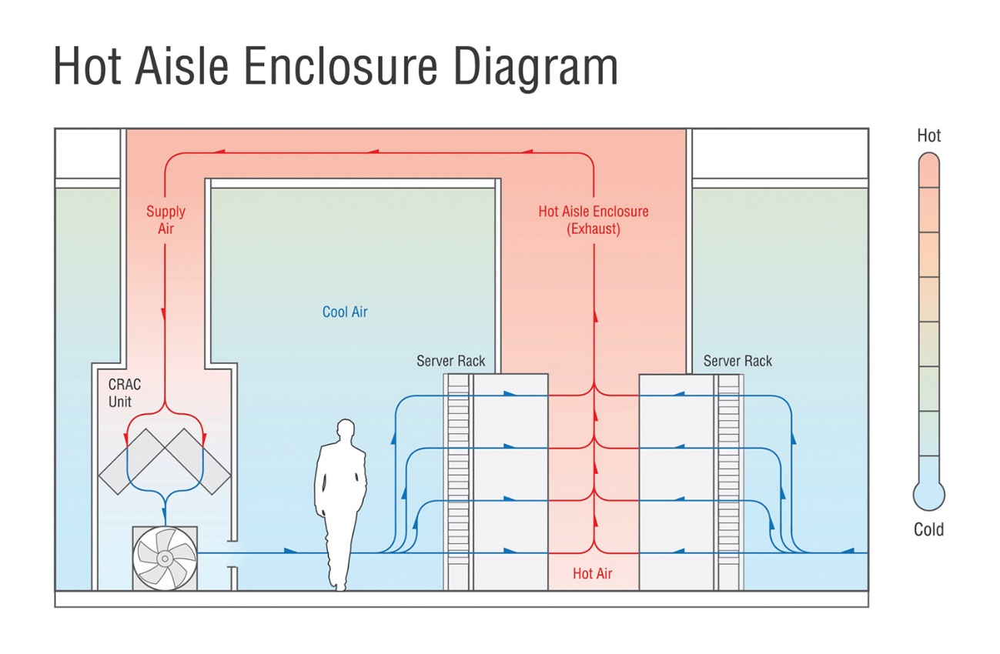 Hot Aisle Enclosure Diagram
Hot
Supply
Air
Hot Aisle Enclosure
(Exhaust)
Cool Air
Server Rack
Server Rack
CRAC
Unit
Cold
Hot Air